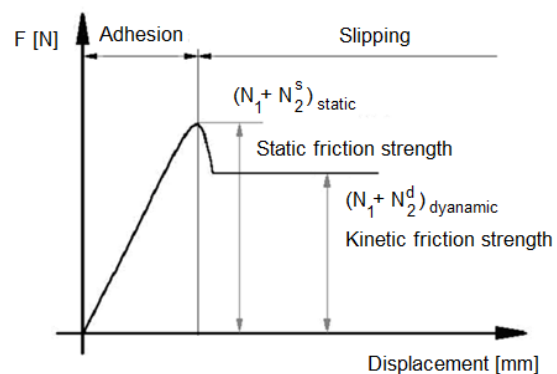 F [N]
Adhesion
Slipping
(N₁+ N₂ˢ) static
Static friction strength
(N₁+ N₂ᵈ) dyanamic
Kinetic friction strength
Displacement [mm]